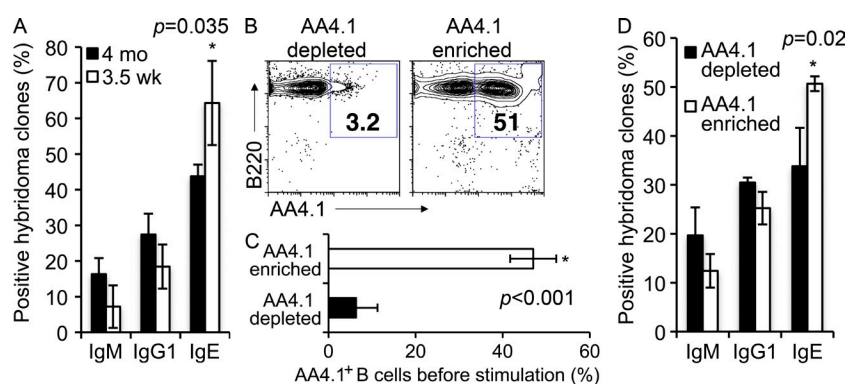 A
p=0.035
Positive hybridoma clones (%)
80
70
60
50
40
30
20
10
0
4 mo
3.5 wk
*
IgM
IgG1
IgE
B
AA4.1
depleted
AA4.1
enriched
3.2
51
B220
AA4.1
C
AA4.1
enriched
AA4.1
depleted
*
p<0.001
0
20
40
60
AA4.1+ B cells before stimulation (%)
D
p=0.02
Positive hybridoma clones (%)
60
50
40
30
20
10
0
AA4.1
depleted
AA4.1
enriched
*
IgM
IgG1
IgE